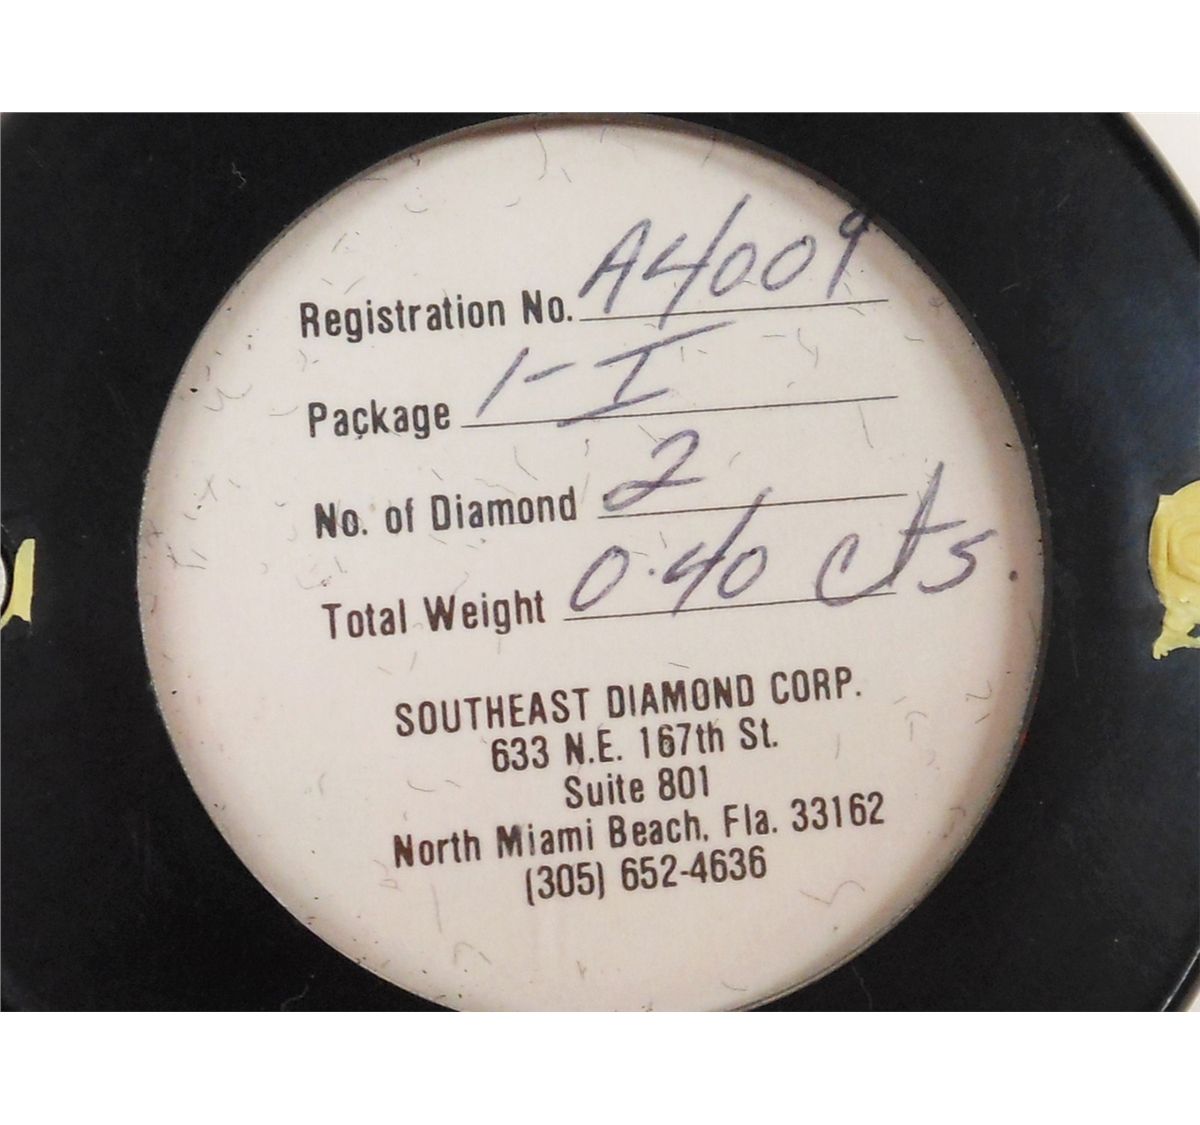 Registration No. A4009
Package 1-I
No. of Diamond 2
Total Weight 0.40 cts.
SOUTHEAST DIAMOND CORP.
633 N.E. 167th St.
Suite 801
North Miami Beach, Fla. 33162
(305) 652-4636